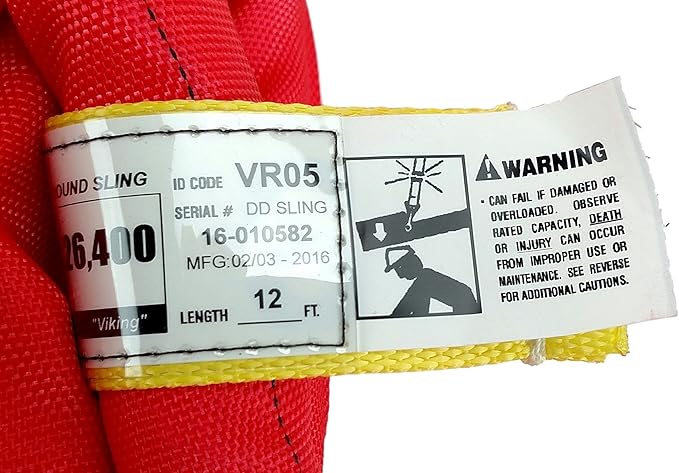 OUND SLING
26,400
"Viking"
ID CODE VR05
SERIAL # DD SLING
16-010582
MFG:02/03 - 2016
LENGTH 12 FT.
WARNING
• CAN FAIL IF DAMAGED OR
OVERLOADED. OBSERVE
RATED CAPACITY, DEATH
OR INJURY CAN OCCUR
FROM IMPROPER USE OR
MAINTENANCE. SEE REVERSE
FOR ADDITIONAL CAUTIONS.